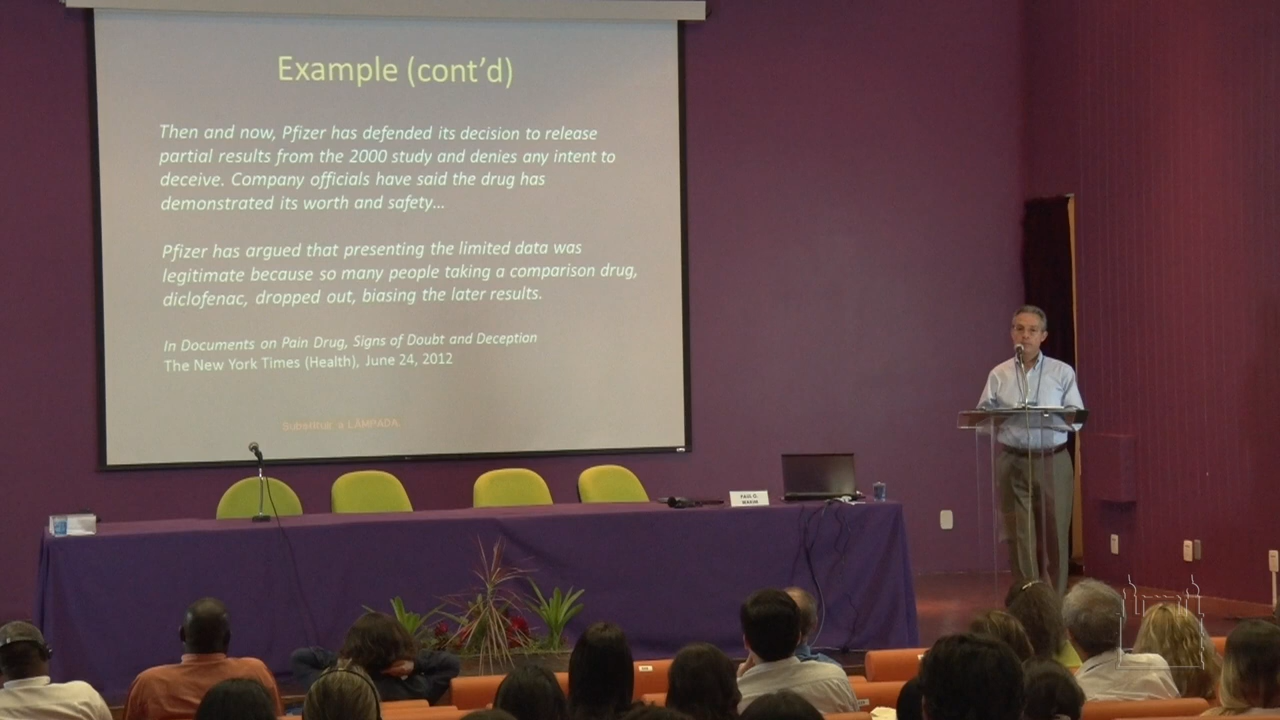 Example (cont'd)
Then and now, Pfizer has defended its decision to release
partial results from the 2000 study and denies any intent to
deceive. Company officials have said the drug has
demonstrated its worth and safety…
Pfizer has argued that presenting the limited data was
legitimate because so many people taking a comparison drug,
diclofenac, dropped out, biasing the later results.
In Documents on Pain Drug, Signs of Doubt and Deception
The New York Times (Health), June 24, 2012
Substituir a LÂMPADA.
PAUL G.
WAKIM